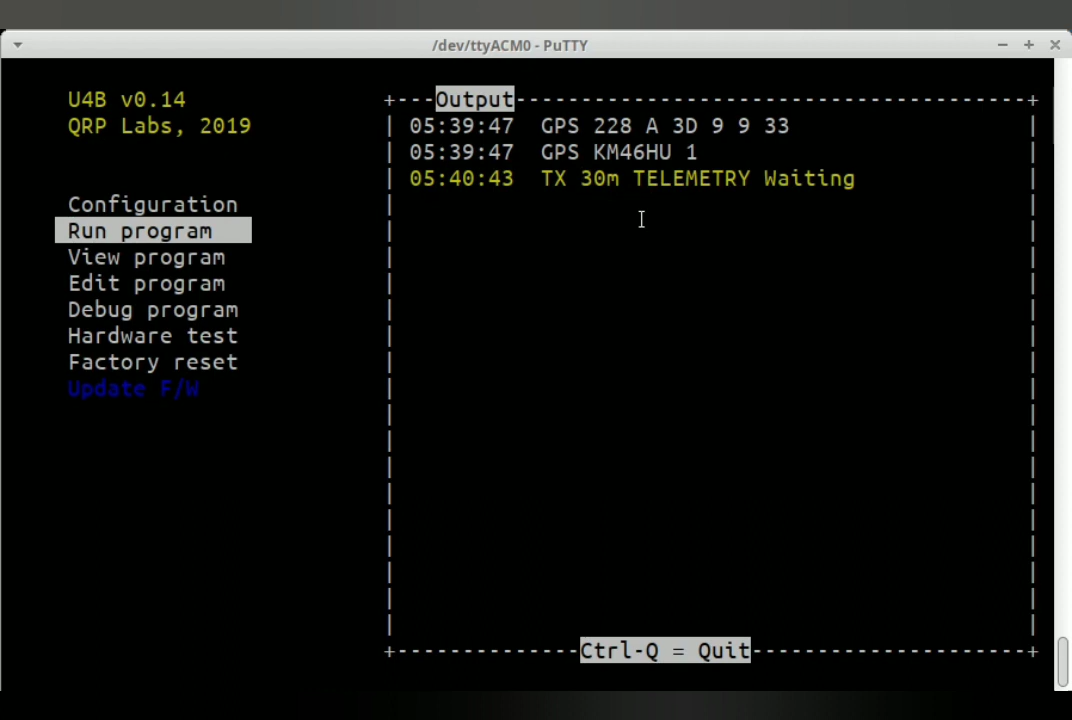 /dev/ttyACM0 - PuTTY
U4B v0.14
QRP Labs, 2019
Configuration
Run program
View program
Edit program
Debug program
Hardware test
Factory reset
Update F/W
Output
05:39:47 GPS 228 A 3D 9 9 33
05:39:47 GPS KM46HU 1
05:40:43 TX 30m TELEMETRY Waiting
Ctrl-Q = Quit